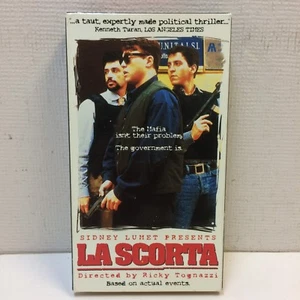 "...a taut, expertly made political thriller..."
Kenneth Turan, LOS ANGELES TIMES
The Mafia
isn't their problem.
The government is.
SIDNEY LUMET PRESENTS
LA SCORTA
Directed by Ricky Tognazzi
Based on actual events.